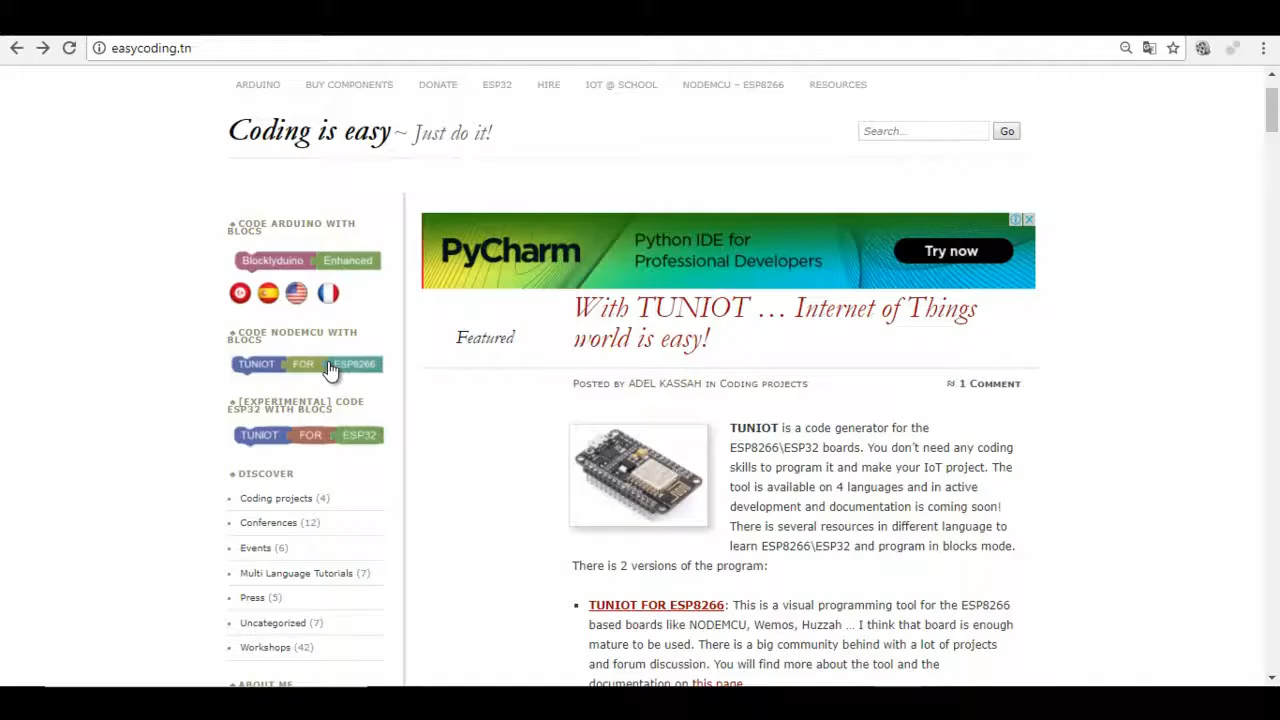 easycoding.tn
ARDUINO BUY COMPONENTS DONATE ESP32 HIRE IOT @ SCHOOL NODEMCU – ESP8266 RESOURCES
Coding is easy ~ Just do it!
Search... Go
CODE ARDUINO WITH
BLOCS
Blocklyduino Enhanced
CODE NODEMCU WITH
BLOCS
TUNIOT FOR ESP8266
[EXPERIMENTAL] CODE
ESP32 WITH BLOCS
TUNIOT FOR ESP32
DISCOVER
Coding projects (4)
Conferences (12)
Events (6)
Multi Language Tutorials (7)
Press (5)
Uncategorized (7)
Workshops (42)
ABOUT ME
PyCharm
Python IDE for
Professional Developers
Try now
Featured
With TUNIOT … Internet of Things
world is easy!
POSTED BY ADEL KASSAH IN CODING PROJECTS
≈ 1 COMMENT
TUNIOT is a code generator for the
ESP8266\ESP32 boards. You don't need any coding
skills to program it and make your IoT project. The
tool is available on 4 languages and in active
development and documentation is coming soon!
There is several resources in different language to
learn ESP8266\ESP32 and program in blocks mode.
There is 2 versions of the program:
TUNIOT FOR ESP8266: This is a visual programming tool for the ESP8266
based boards like NODEMCU, Wemos, Huzzah … I think that board is enough
mature to be used. There is a big community behind with a lot of projects
and forum discussion. You will find more about the tool and the
documentation on this page